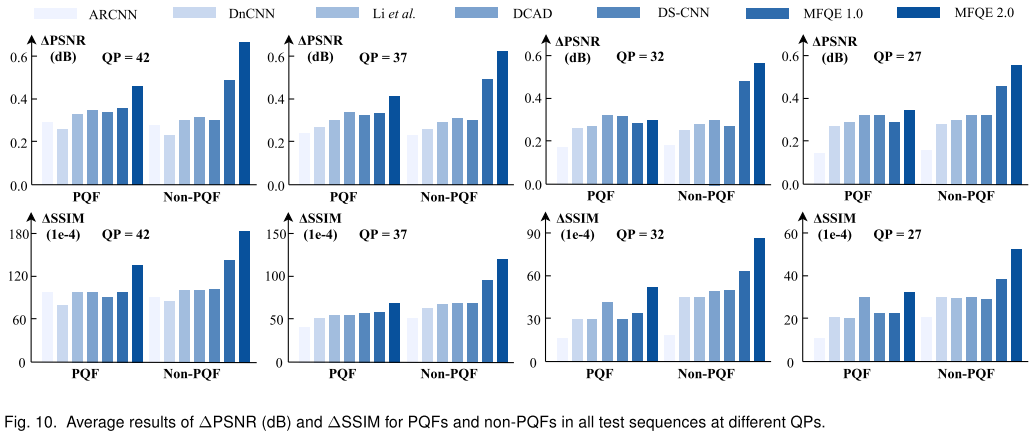 ARCNN DnCNN Li et al. DCAD DS-CNN MFQE 1.0 MFQE 2.0
ΔPSNR
(dB) QP = 42
0.6
0.4
0.2
0.0
PQF Non-PQF
ΔPSNR
(dB) QP = 37
0.6
0.4
0.2
0.0
PQF Non-PQF
ΔPSNR
(dB) QP = 32
0.6
0.4
0.2
0.0
PQF Non-PQF
ΔPSNR
(dB) QP = 27
0.6
0.4
0.2
0.0
PQF Non-PQF
ΔSSIM
(1e-4) QP = 42
180
120
60
0
PQF Non-PQF
ΔSSIM
(1e-4) QP = 37
150
100
50
0
PQF Non-PQF
ΔSSIM
(1e-4) QP = 32
90
60
30
0
PQF Non-PQF
ΔSSIM
(1e-4) QP = 27
60
40
20
0
PQF Non-PQF
Fig. 10. Average results of ΔPSNR (dB) and ΔSSIM for PQFs and non-PQFs in all test sequences at different QPs.